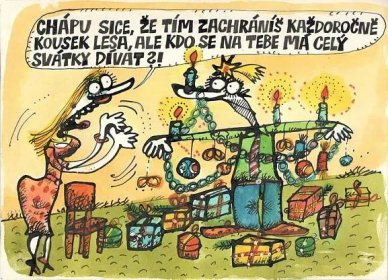 CHÁPU SICE, ŽE TÍM ZACHRÁNÍŠ KAŽDOROČNĚ
KOUSEK LESA, ALE KDO SE NA TEBE MÁ CELÝ
SVÁTKY DÍVAT?!